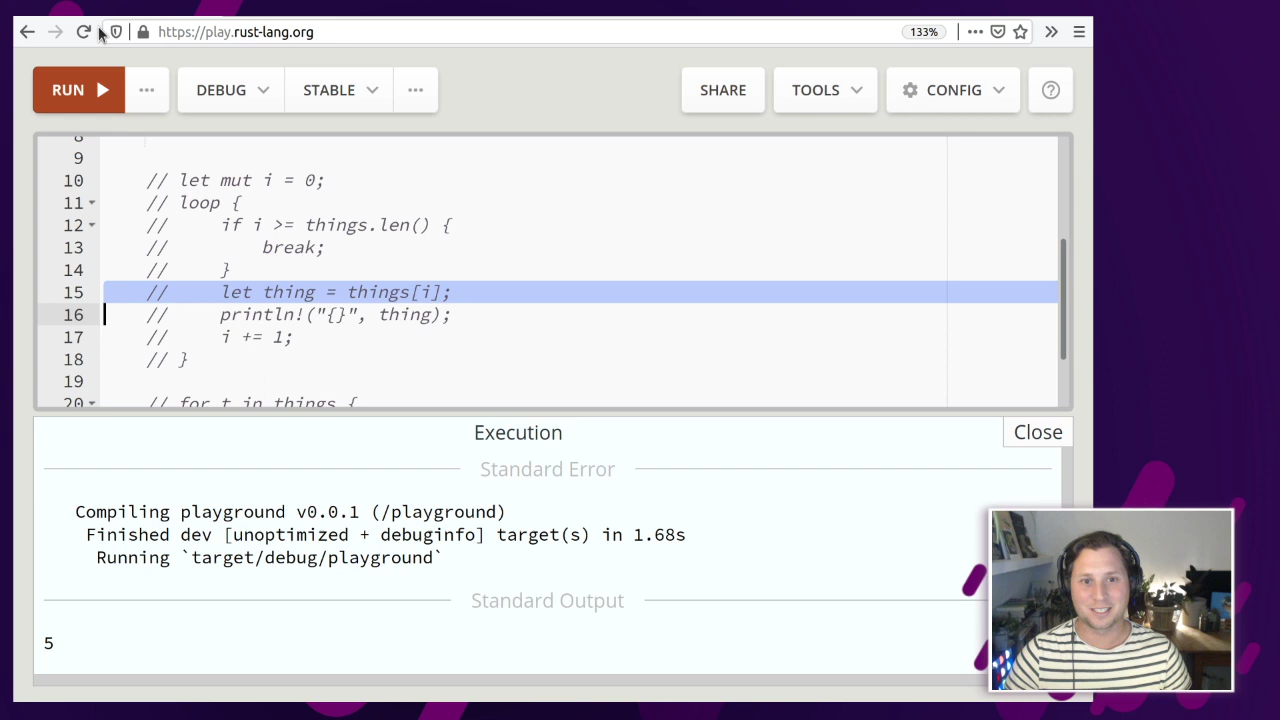 https://play.rust-lang.org
133%
RUN
DEBUG
STABLE
SHARE
TOOLS
CONFIG
8
9
10 // let mut i = 0;
11 // loop {
12 // if i >= things.len() {
13 // break;
14 // }
15 // let thing = things[i];
16 // println!("{}", thing);
17 // i += 1;
18 // }
19
20 // for t in things {
Execution
Close
Standard Error
Compiling playground v0.0.1 (/playground)
Finished dev [unoptimized + debuginfo] target(s) in 1.68s
Running `target/debug/playground`
Standard Output
5